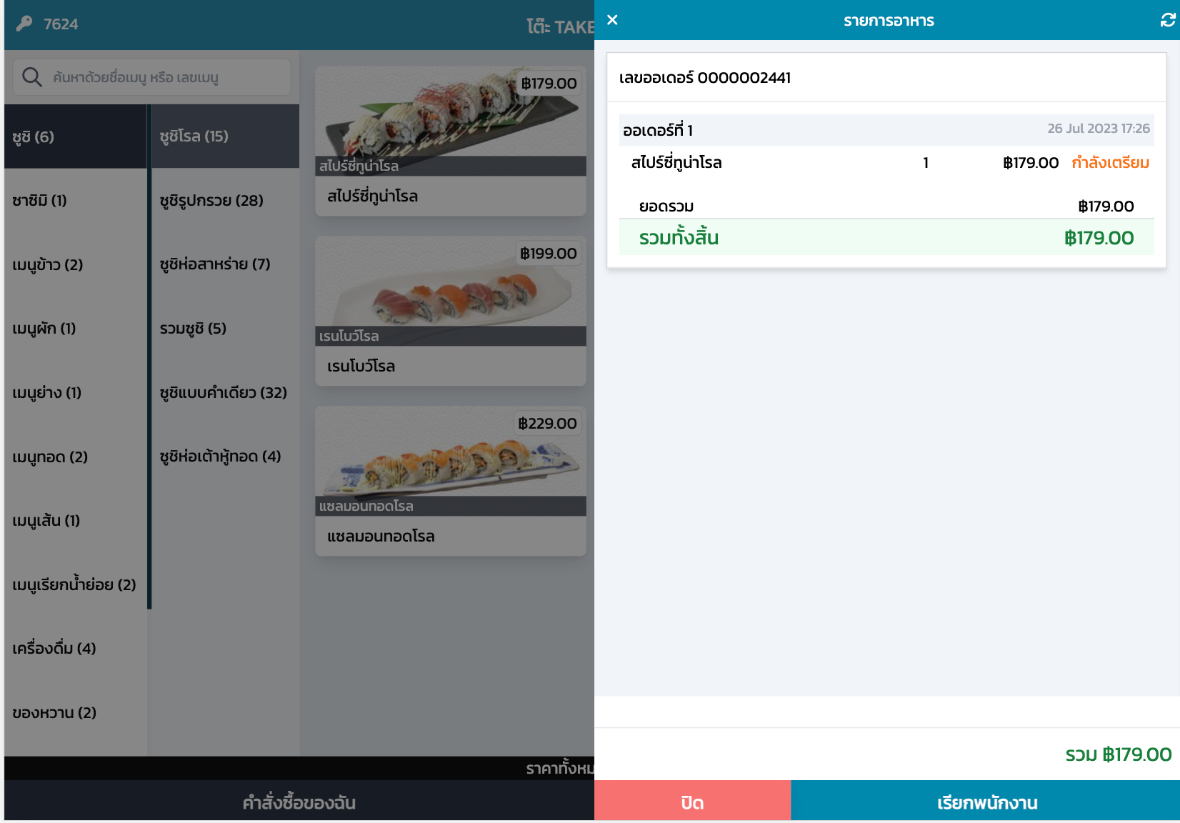 7624
โต๊ะ TAKE
ค้นหาด้วยชื่อเมนู หรือ เลขเมนู
ซูชิ (6)
ซาซิมิ (1)
เมนูข้าว (2)
เมนูผัก (1)
เมนูย่าง (1)
เมนูทอด (2)
เมนูเส้น (1)
เมนูเรียกน้ำย่อย (2)
เครื่องดื่ม (4)
ของหวาน (2)
ซูชิโรล (15)
ซูชิรูปกรวย (28)
ซูชิห่อสาหร่าย (7)
รวมซูชิ (5)
ซูชิแบบคำเดียว (32)
ซูชิห่อเต้าหู้ทอด (4)
฿179.00
สไปร์ซี่ทูน่าโรล
สไปร์ซี่ทูน่าโรล
฿199.00
เรนโบว์โรล
เรนโบว์โรล
฿229.00
แซลมอนทอดโรล
แซลมอนทอดโรล
ราคาทั้งหม
คำสั่งซื้อของฉัน
รายการอาหาร
เลขออเดอร์ 0000002441
ออเดอร์ที่ 1 26 Jul 2023 17:26
สไปร์ซี่ทูน่าโรล 1 ฿179.00 กำลังเตรียม
ยอดรวม ฿179.00
รวมทั้งสิ้น ฿179.00
รวม ฿179.00
ปิด
เรียกพนักงาน